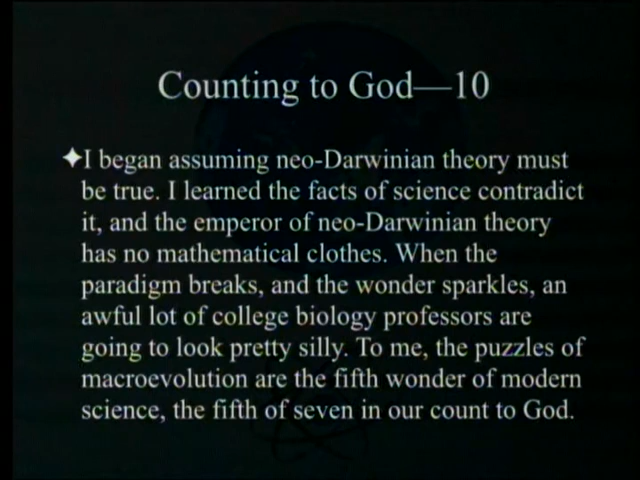 Counting to God—10
✦I began assuming neo-Darwinian theory must
be true. I learned the facts of science contradict
it, and the emperor of neo-Darwinian theory
has no mathematical clothes. When the
paradigm breaks, and the wonder sparkles, an
awful lot of college biology professors are
going to look pretty silly. To me, the puzzles of
macroevolution are the fifth wonder of modern
science, the fifth of seven in our count to God.